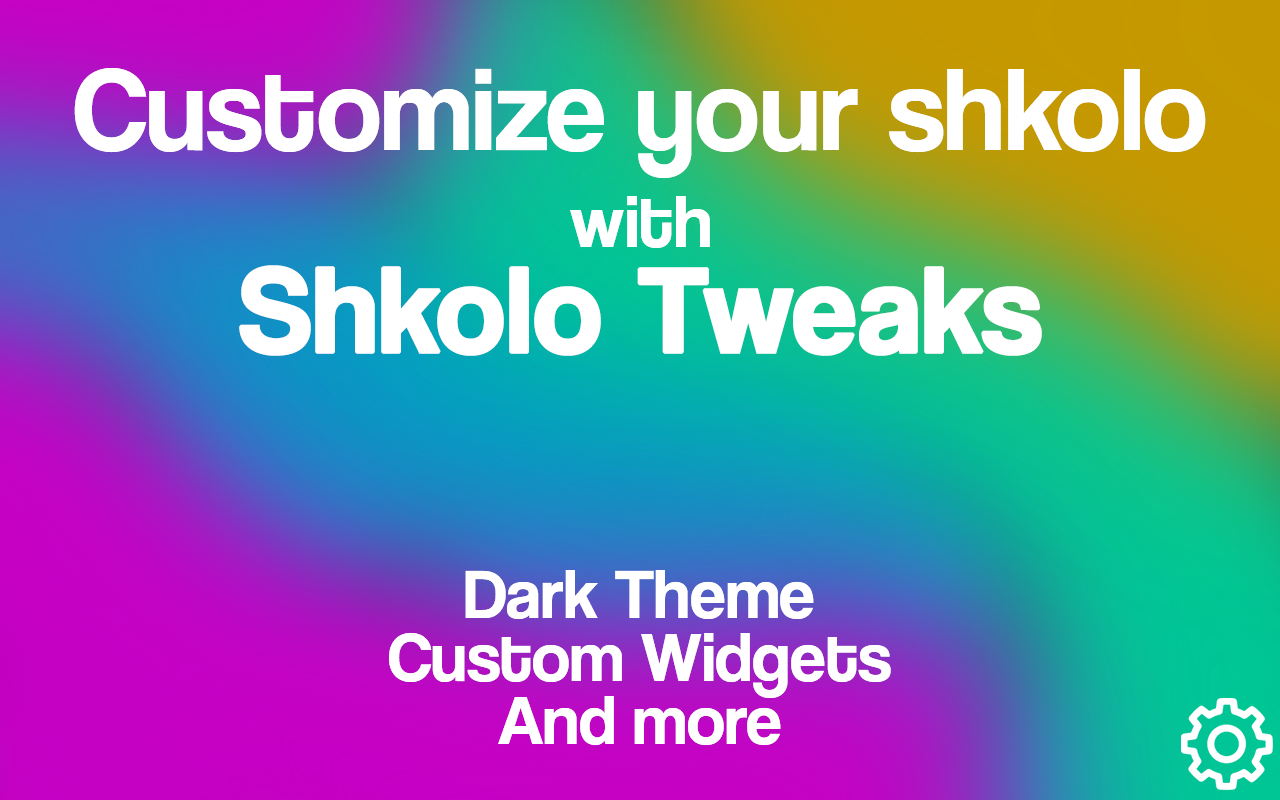 Customize your shkolo
with
Shkolo Tweaks
Dark Theme
Custom Widgets
And more